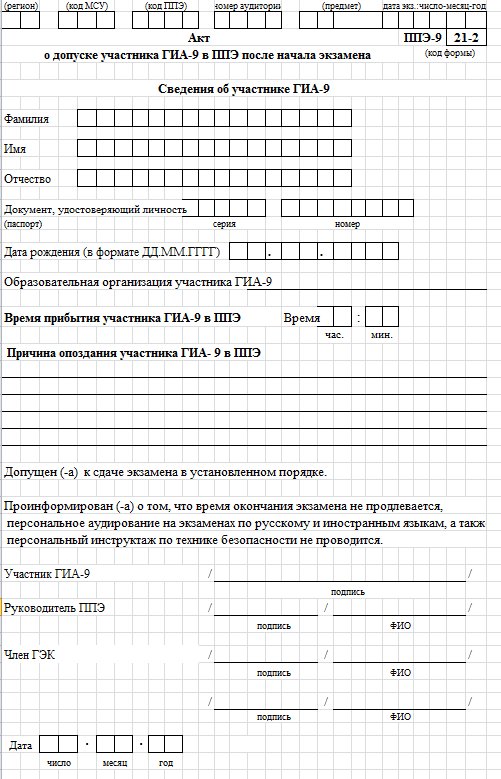 (регион) (код МСУ) (код ППЭ) номер аудитории (предмет) дата экз.:число-месяц-год
Акт ППЭ-9 21-2
о допуске участника ГИА-9 в ППЭ после начала экзамена (код формы)
Сведения об участнике ГИА-9
Фамилия
Имя
Отчество
Документ, удостоверяющий личность
(паспорт) серия номер
Дата рождения (в формате ДД.ММ.ГГГГ) . .
Образовательная организация участника ГИА-9
Время прибытия участника ГИА-9 в ППЭ Время :
час. мин.
Причина опоздания участника ГИА- 9 в ППЭ
Допущен (-а) к сдаче экзамена в установленном порядке.
Проинформирован (-а) о том, что время окончания экзамена не продлевается,
персональное аудирование на экзаменах по русскому и иностранным языкам, а такж
персональный инструктаж по технике безопасности не проводится.
Участник ГИА-9 / /
подпись
Руководитель ППЭ / / /
подпись ФИО
Член ГЭК / / /
подпись ФИО
/ / /
подпись ФИО
Дата . .
число месяц год